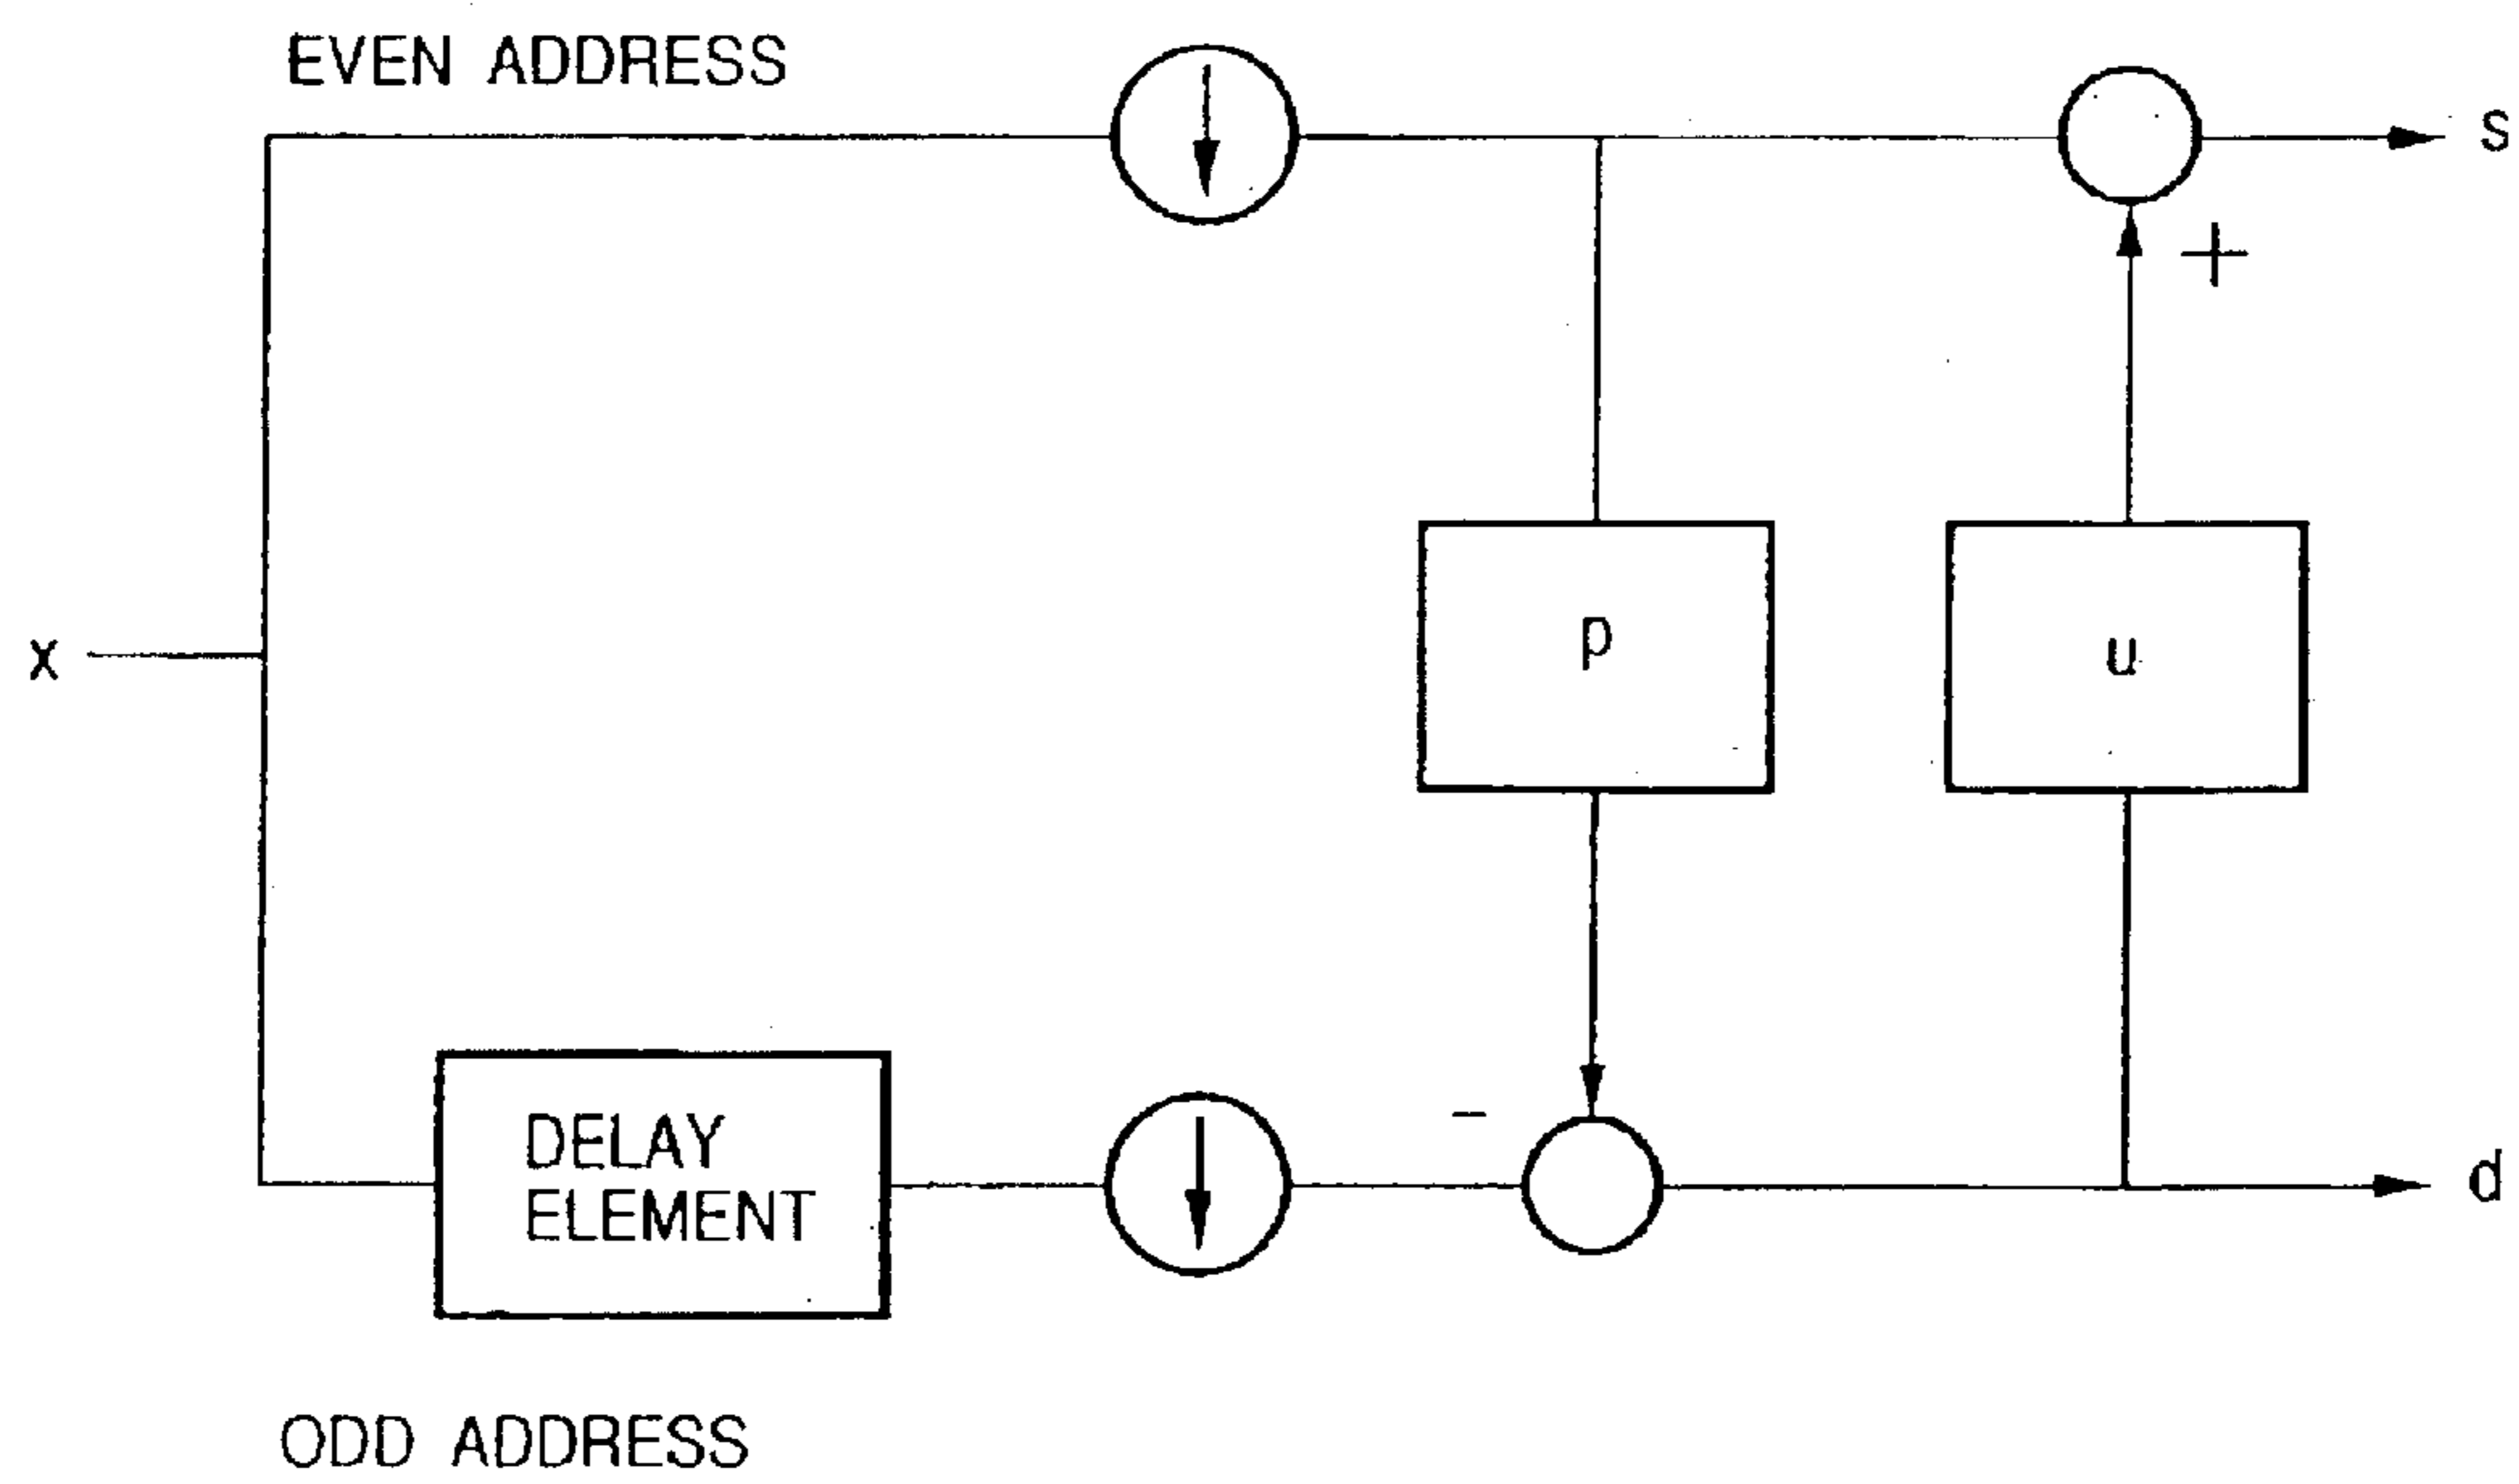 EVEN ADDRESS
s
+
x
p
u
-
DELAY
ELEMENT
d
ODD ADDRESS